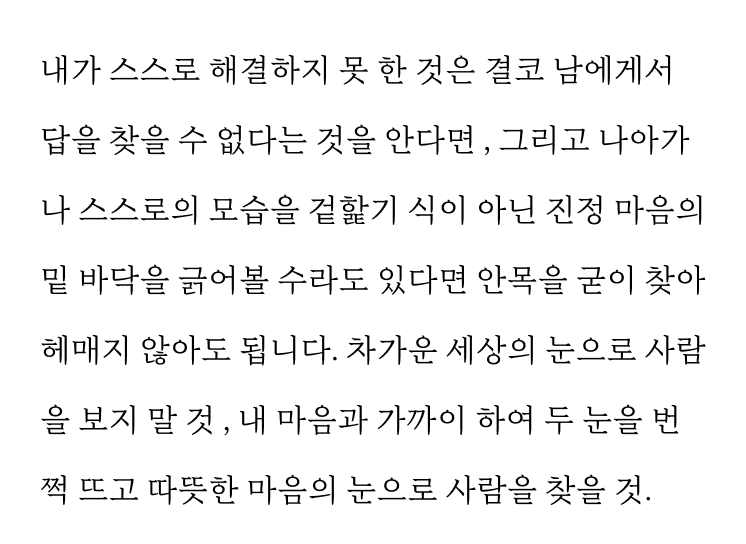 내가 스스로 해결하지 못 한 것은 결코 남에게서
답을 찾을 수 없다는 것을 안다면 , 그리고 나아가
나 스스로의 모습을 겉핥기 식이 아닌 진정 마음의
밑 바닥을 긁어볼 수라도 있다면 안목을 굳이 찾아
헤매지 않아도 됩니다. 차가운 세상의 눈으로 사람
을 보지 말 것 , 내 마음과 가까이 하여 두 눈을 번
쩍 뜨고 따뜻한 마음의 눈으로 사람을 찾을 것.